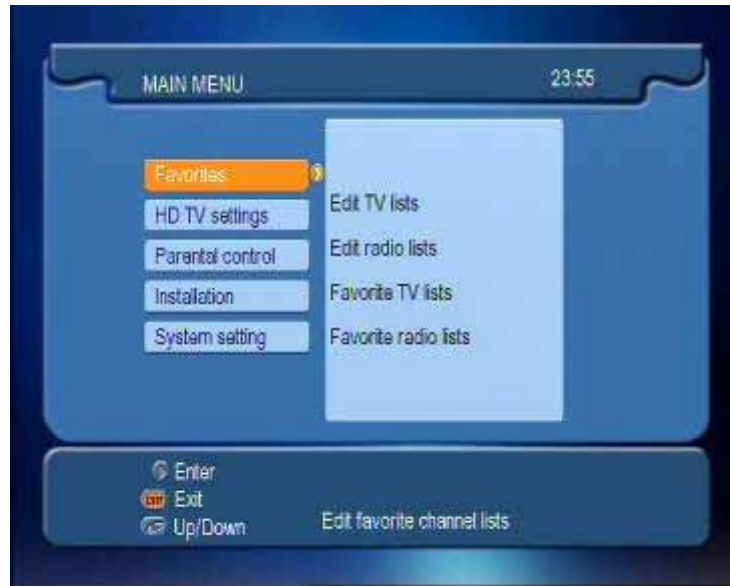 MAIN MENU
23:55
Favorites
HD TV settings
Parental control
Installation
System setting
Edit TV lists
Edit radio lists
Favorite TV lists
Favorite radio lists
Enter
EXIT Exit
Up/Down
Edit favorite channel lists